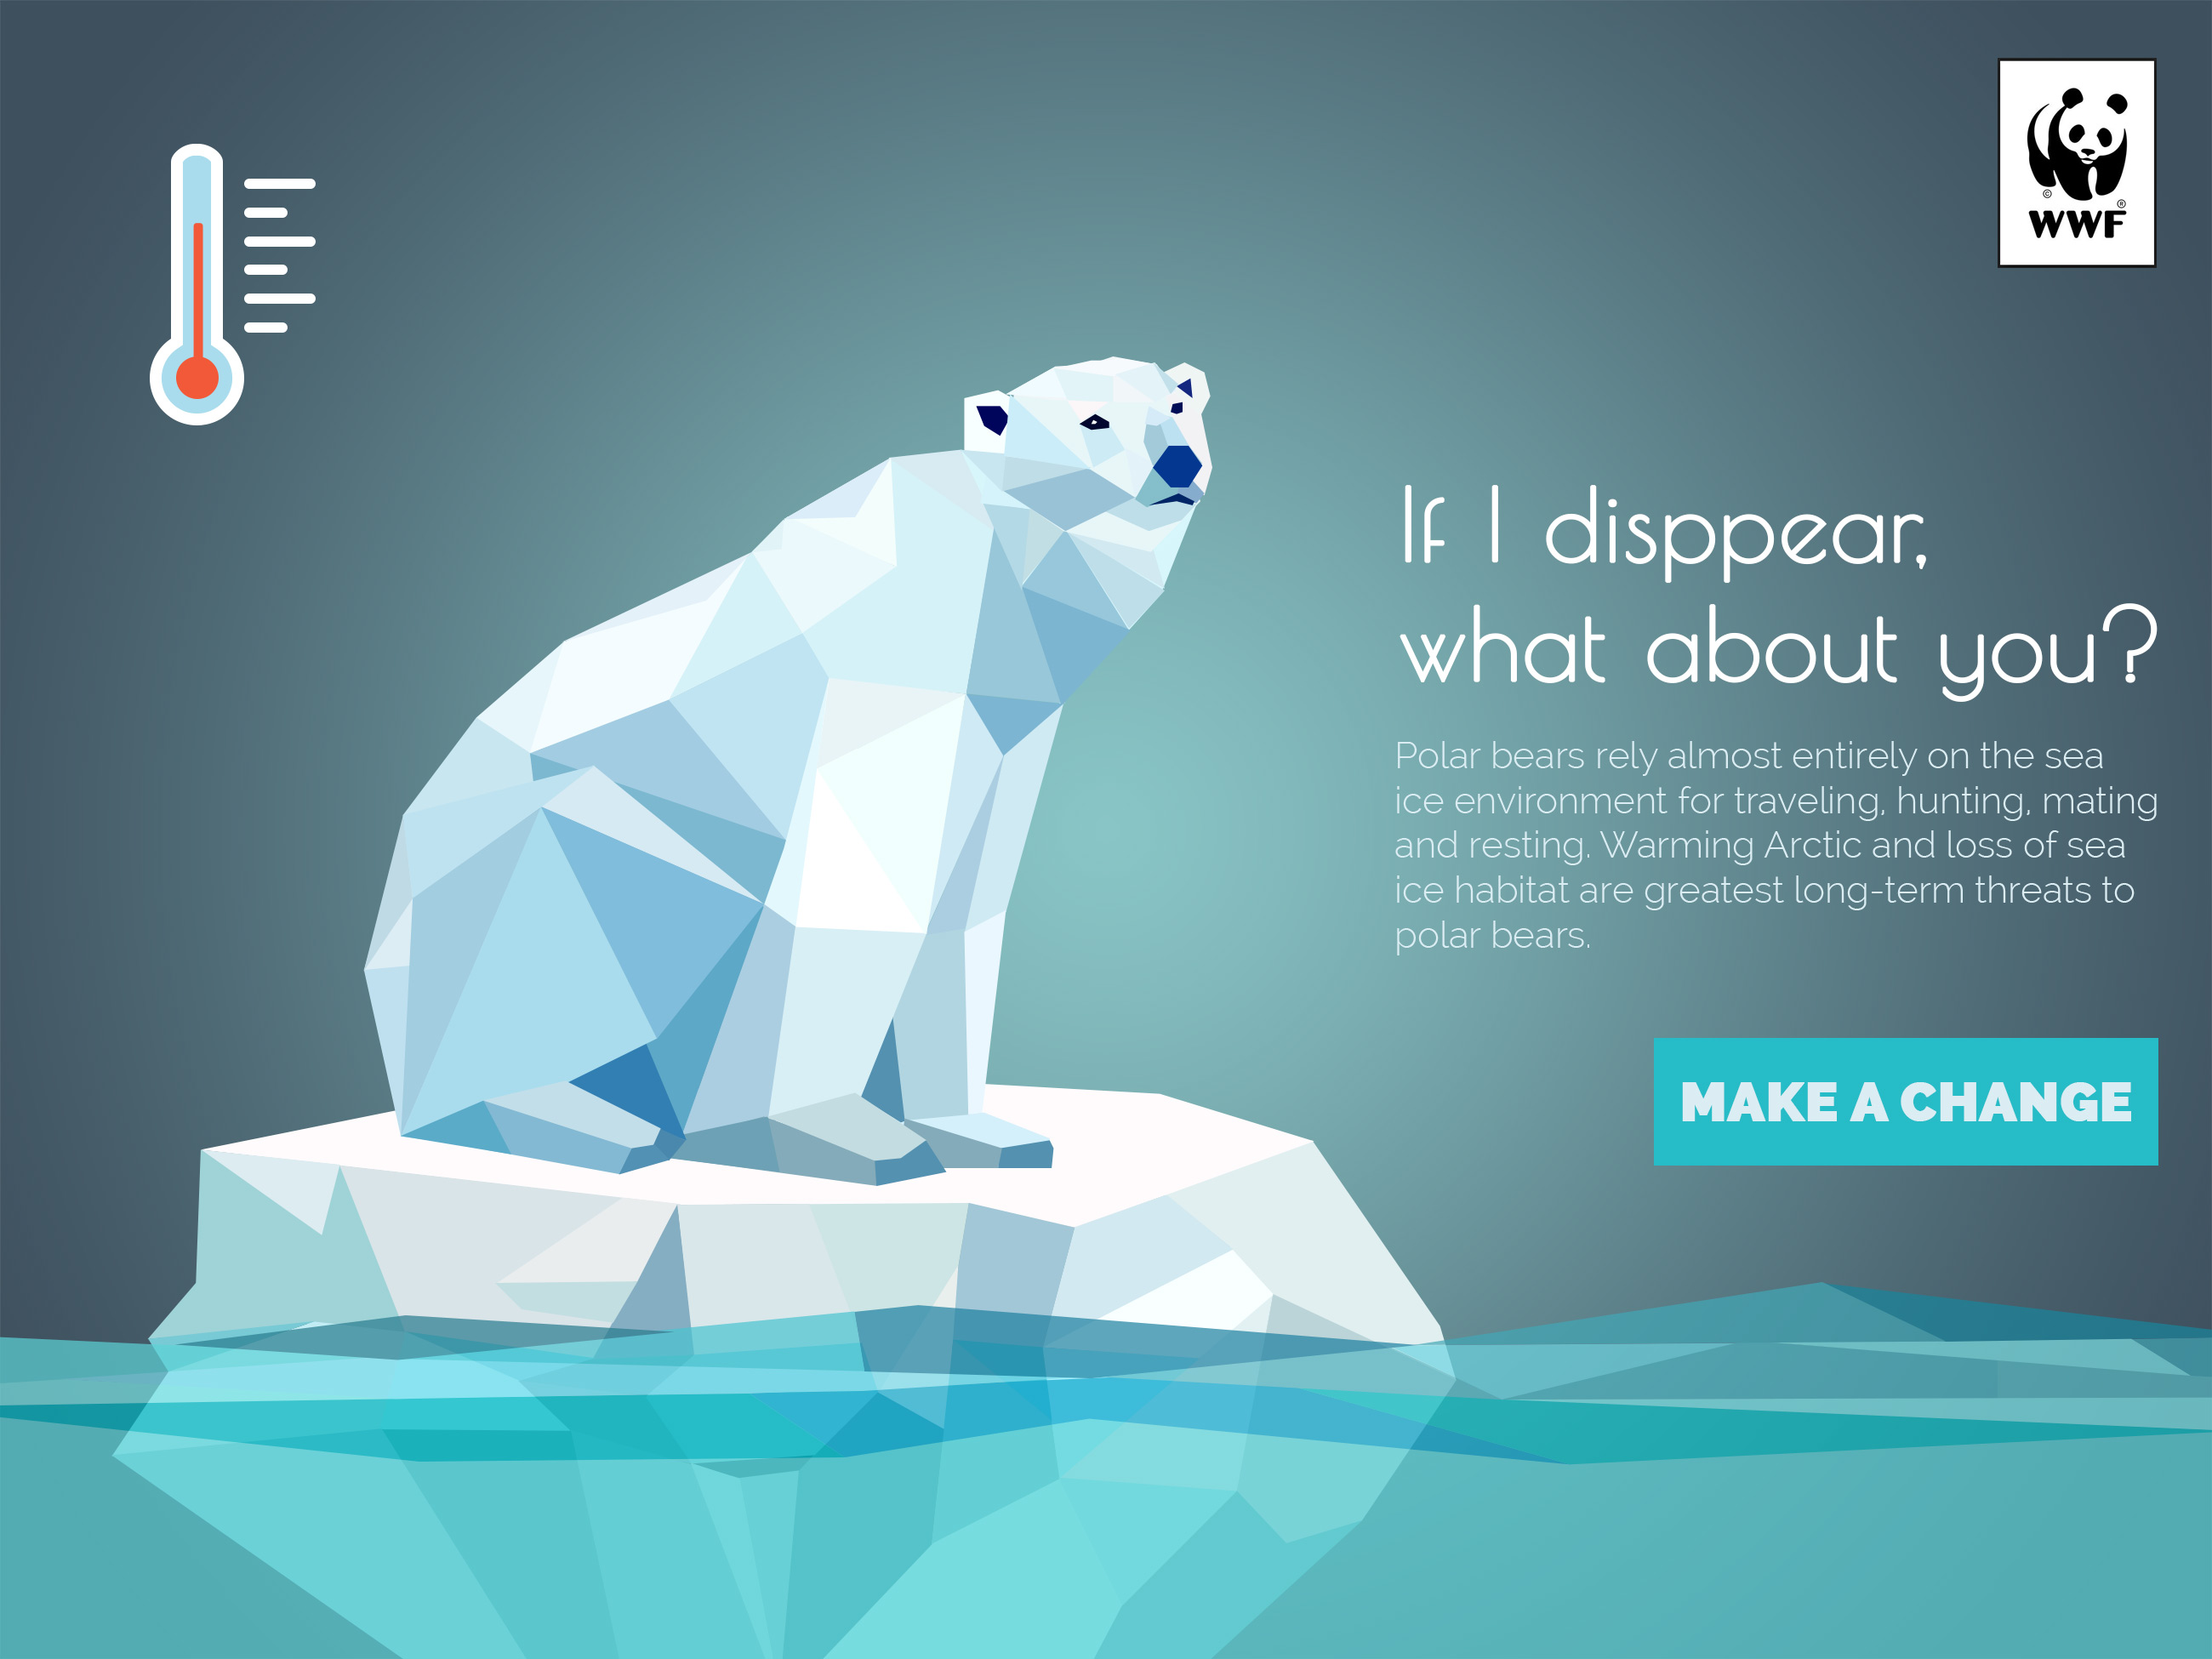 WWF
If I disppear,
what about you?
Polar bears rely almost entirely on the sea
ice environment for traveling, hunting, mating
and resting. Warming Arctic and loss of sea
ice habitat are greatest long-term threats to
polar bears.
MAKE A CHANGE